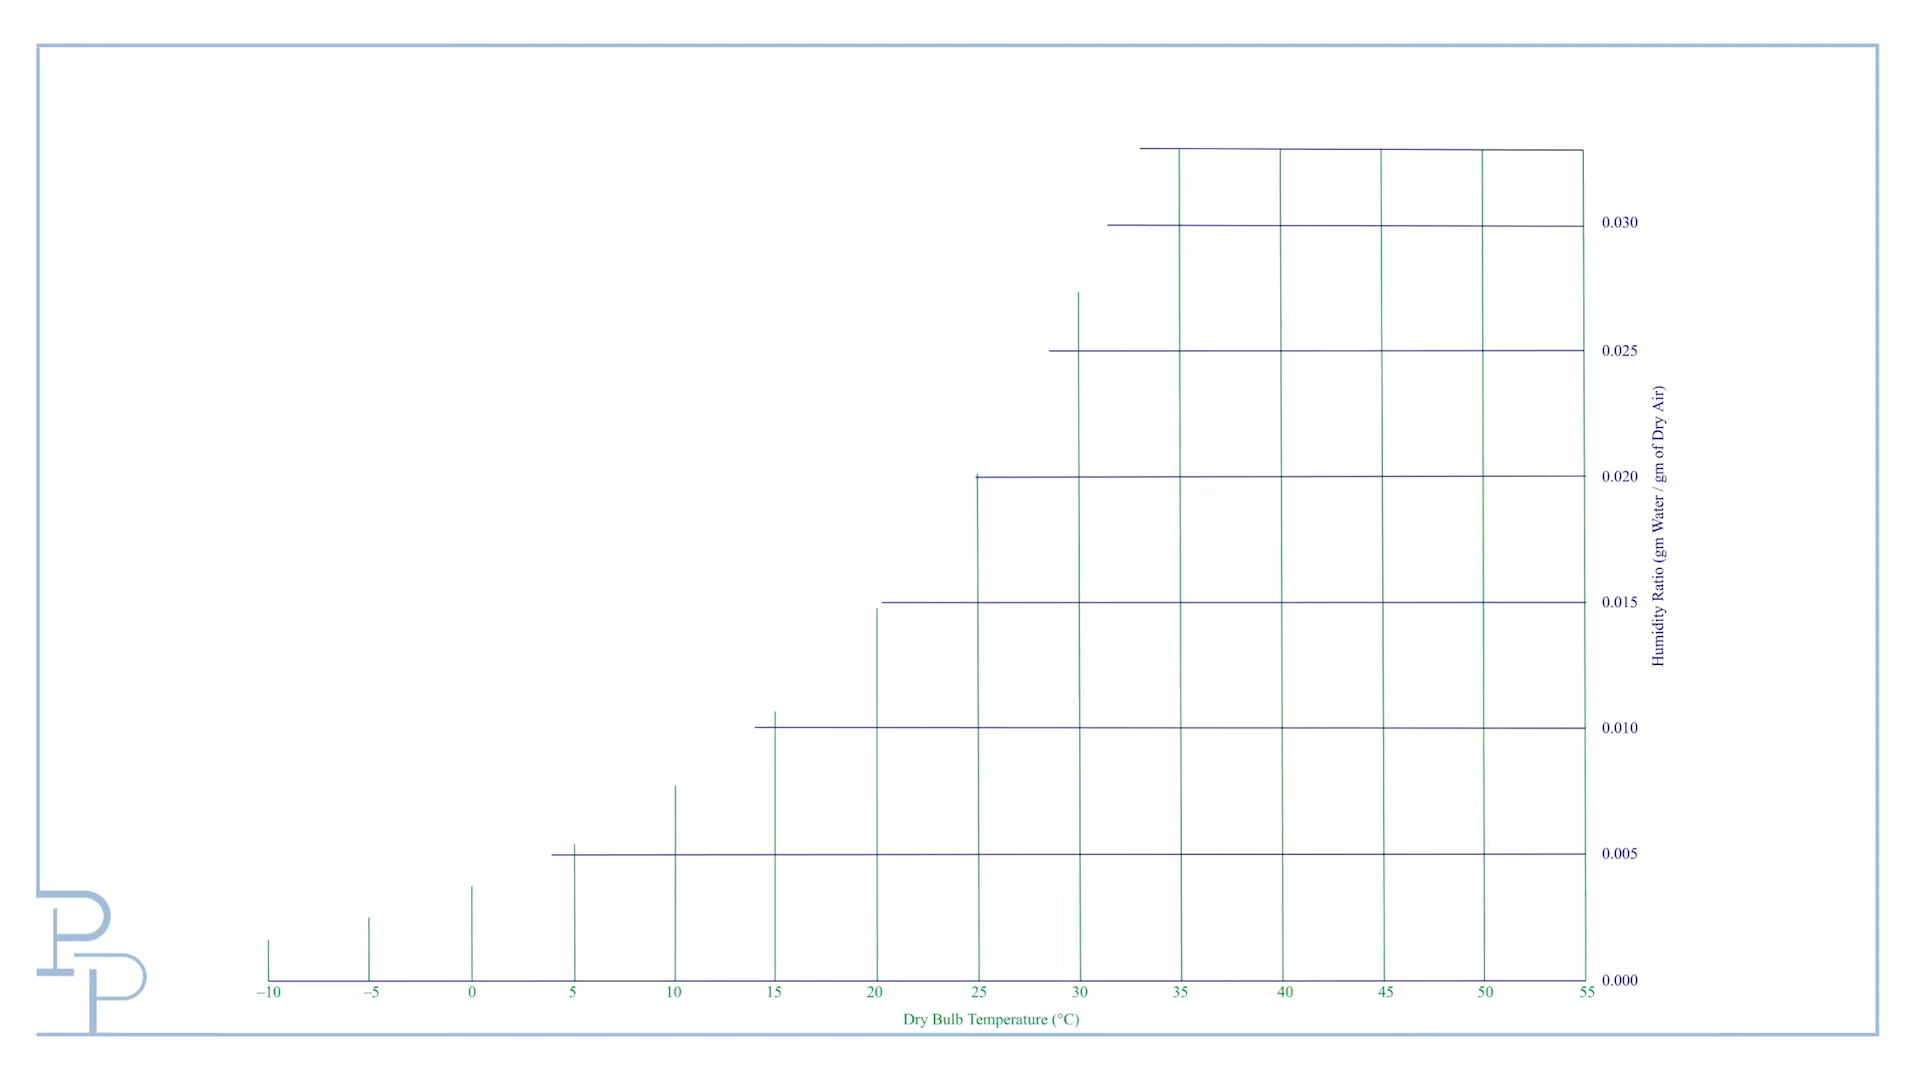 0.030
0.025
0.020
0.015
0.010
0.005
0.000
Humidity Ratio (gm Water / gm of Dry Air)
–10 –5 0 5 10 15 20 25 30 35 40 45 50 55
Dry Bulb Temperature (°C)
PP